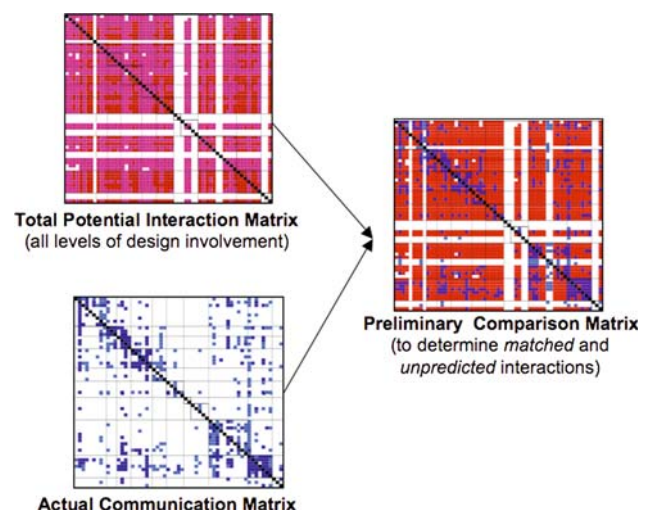 Total Potential Interaction Matrix
(all levels of design involvement)
Preliminary Comparison Matrix
(to determine matched and
unpredicted interactions)
Actual Communication Matrix